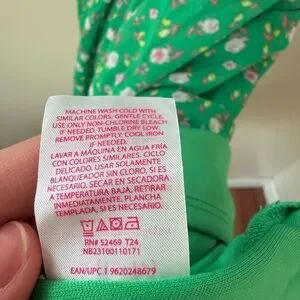 MACHINE WASH COLD WITH
SIMILAR COLORS. GENTLE CYCLE.
USE ONLY NON-CHLORINE BLEACH
IF NEEDED. TUMBLE DRY LOW.
REMOVE PROMPTLY. COOL IRON
IF NEEDED.
LAVAR A MÁQUINA EN AGUA FRÍA
CON COLORES SIMILARES. CICLO
DELICADO. USAR SOLAMENTE
BLANQUEADOR SIN CLORO, SI ES
NECESARIO. SECAR EN SECADORA
A TEMPERATURA BAJA. RETIRAR
INMEDIATAMENTE. PLANCHA
TEMPLADA, SI ES NECESARIO.
RN# 52469 T24
NB23100110171
EAN/UPC 1 9620248679